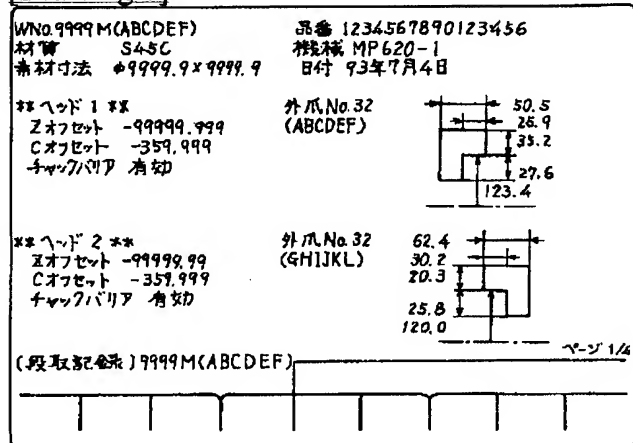 WNo.9999M(ABCDEF) 品番 1234567890123456
材質 S45C 機械 MP620-1
素材寸法 φ9999.9×9999.9 日付 93年7月4日
** ヘッド 1 ** 外爪No.32 50.5
(ABCDEF) 26.9
Zオフセット -99999.999 35.2
Cオフセット -359.999
チャックバリア 有効 27.6
123.4
** ヘッド 2 ** 外爪No.32 62.4
Zオフセット -99999.99 (GHIJKL) 30.2
20.3
Cオフセット -359.999
チャックバリア 有効 25.8
120.0
ページ 1/4
(段取記録)9999M(ABCDEF)